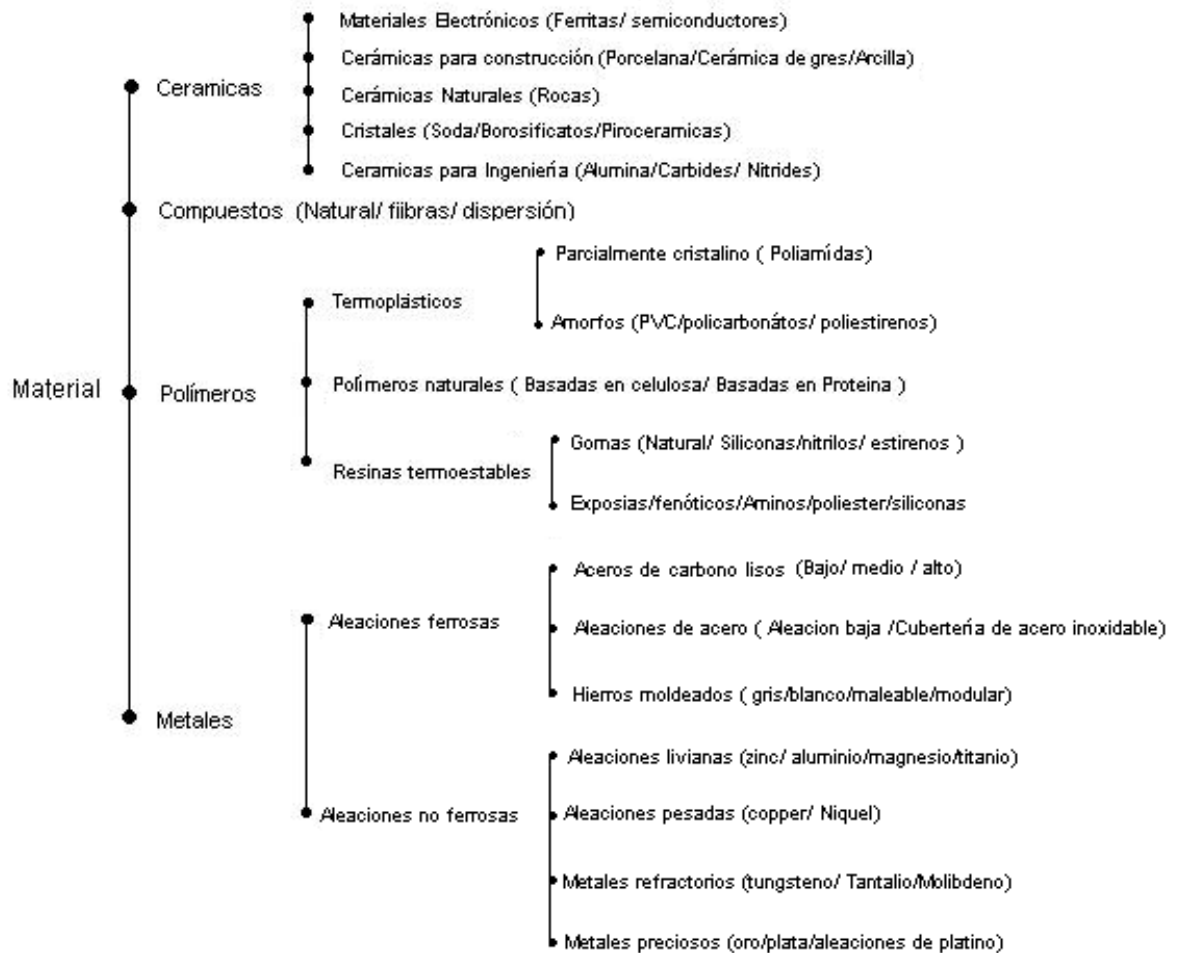 Materiales Electrónicos (Ferritas/ semiconductores)
Cerámicas para construcción (Porcelana/Cerámica de gres/Arcilla)
Ceramicas
Cerámicas Naturales (Rocas)
Cristales (Soda/Borosificatos/Piroceramicas)
Ceramicas para Ingeniería (Alumina/Carbides/ Nitrides)
Compuestos (Natural/ fiibras/ dispersión)
Parcialmente cristalino ( Poliamídas)
Termoplásticos
Amorfos (PVC/policarbonátos/ poliestirenos)
Material
Polímeros
Polímeros naturales ( Basadas en celulosa/ Basadas en Proteina )
Gomas (Natural/ Siliconas/nitrilos/ estirenos )
Resinas termoestables
Exposias/fenóticos/Aminos/poliester/siliconas
Aceros de carbono lisos (Bajo/ medio / alto)
Aleaciones ferrosas
Aleaciones de acero ( Aleacion baja /Cubertería de acero inoxidable)
Hierros moldeados ( gris/blanco/maleable/modular)
Metales
Aleaciones livianas (zinc/ aluminio/magnesio/titanio)
Aleaciones no ferrosas
Aleaciones pesadas (copper/ Niquel)
Metales refractorios (tungsteno/ Tantalio/Molibdeno)
Metales preciosos (oro/plata/aleaciones de platino)